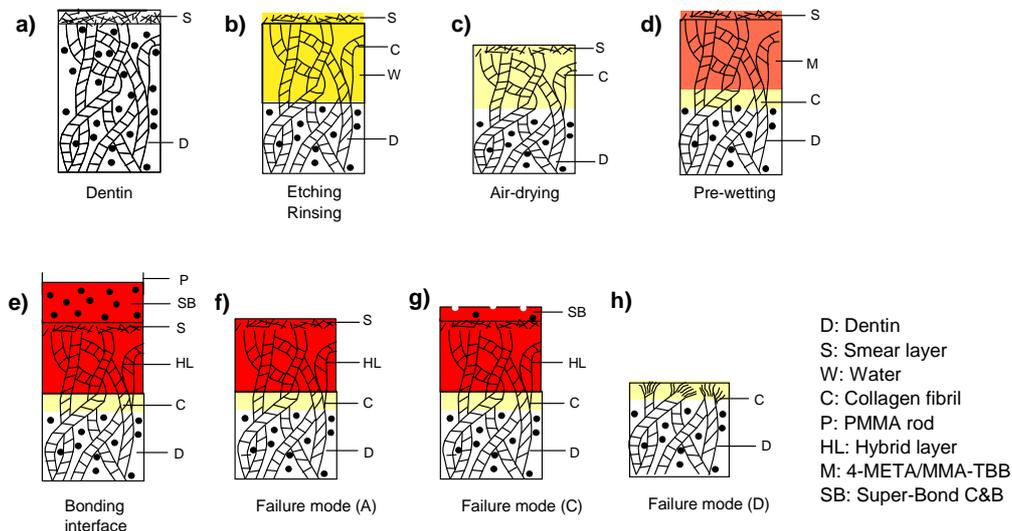 a)
S
D
Dentin
b)
S
C
W
D
Etching
Rinsing
c)
S
C
D
Air-drying
d)
S
M
C
D
Pre-wetting
e)
P
SB
S
HL
C
D
Bonding
interface
f)
S
HL
C
D
Failure mode (A)
g)
SB
HL
C
D
Failure mode (C)
h)
C
D
Failure mode (D)
D: Dentin
S: Smear layer
W: Water
C: Collagen fibril
P: PMMA rod
HL: Hybrid layer
M: 4-META/MMA-TBB
SB: Super-Bond C&B